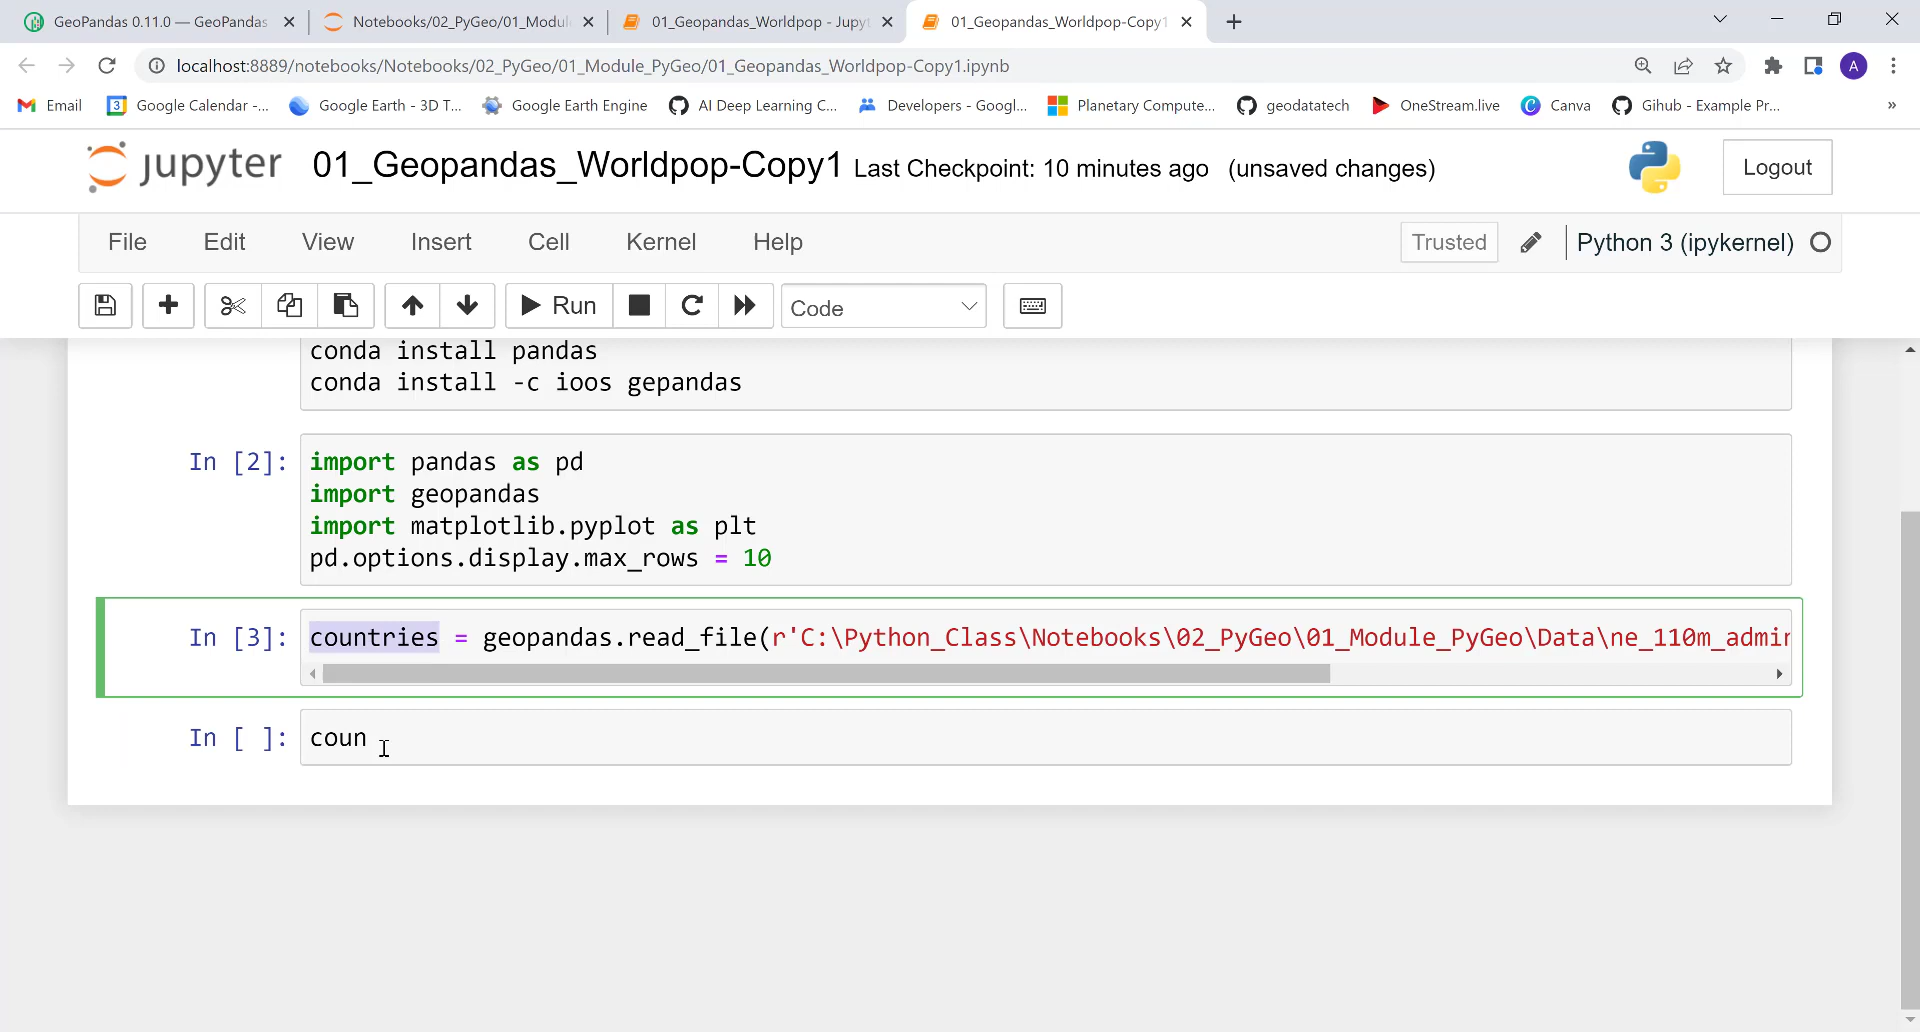 GeoPandas 0.11.0 — GeoPandas
Notebooks/02_PyGeo/01_Modul
01_Geopandas_Worldpop - Jupyt
01_Geopandas_Worldpop-Copy1
localhost:8889/notebooks/Notebooks/02_PyGeo/01_Module_PyGeo/01_Geopandas_Worldpop-Copy1.ipynb
A
Email
3 Google Calendar -...
Google Earth - 3D T...
Google Earth Engine
AI Deep Learning C...
Developers - Googl...
Planetary Compute...
geodatatech
OneStream.live
Canva
Gihub - Example Pr...
»
jupyter 01_Geopandas_Worldpop-Copy1 Last Checkpoint: 10 minutes ago (unsaved changes)
Logout
File Edit View Insert Cell Kernel Help
Trusted
Python 3 (ipykernel)
Run
Code
conda install pandas
conda install -c ioos gepandas
In [2]: import pandas as pd
import geopandas
import matplotlib.pyplot as plt
pd.options.display.max_rows = 10
In [3]: countries = geopandas.read_file(r'C:\Python_Class\Notebooks\02_PyGeo\01_Module_PyGeo\Data\ne_110m_admin
In [ ]: coun